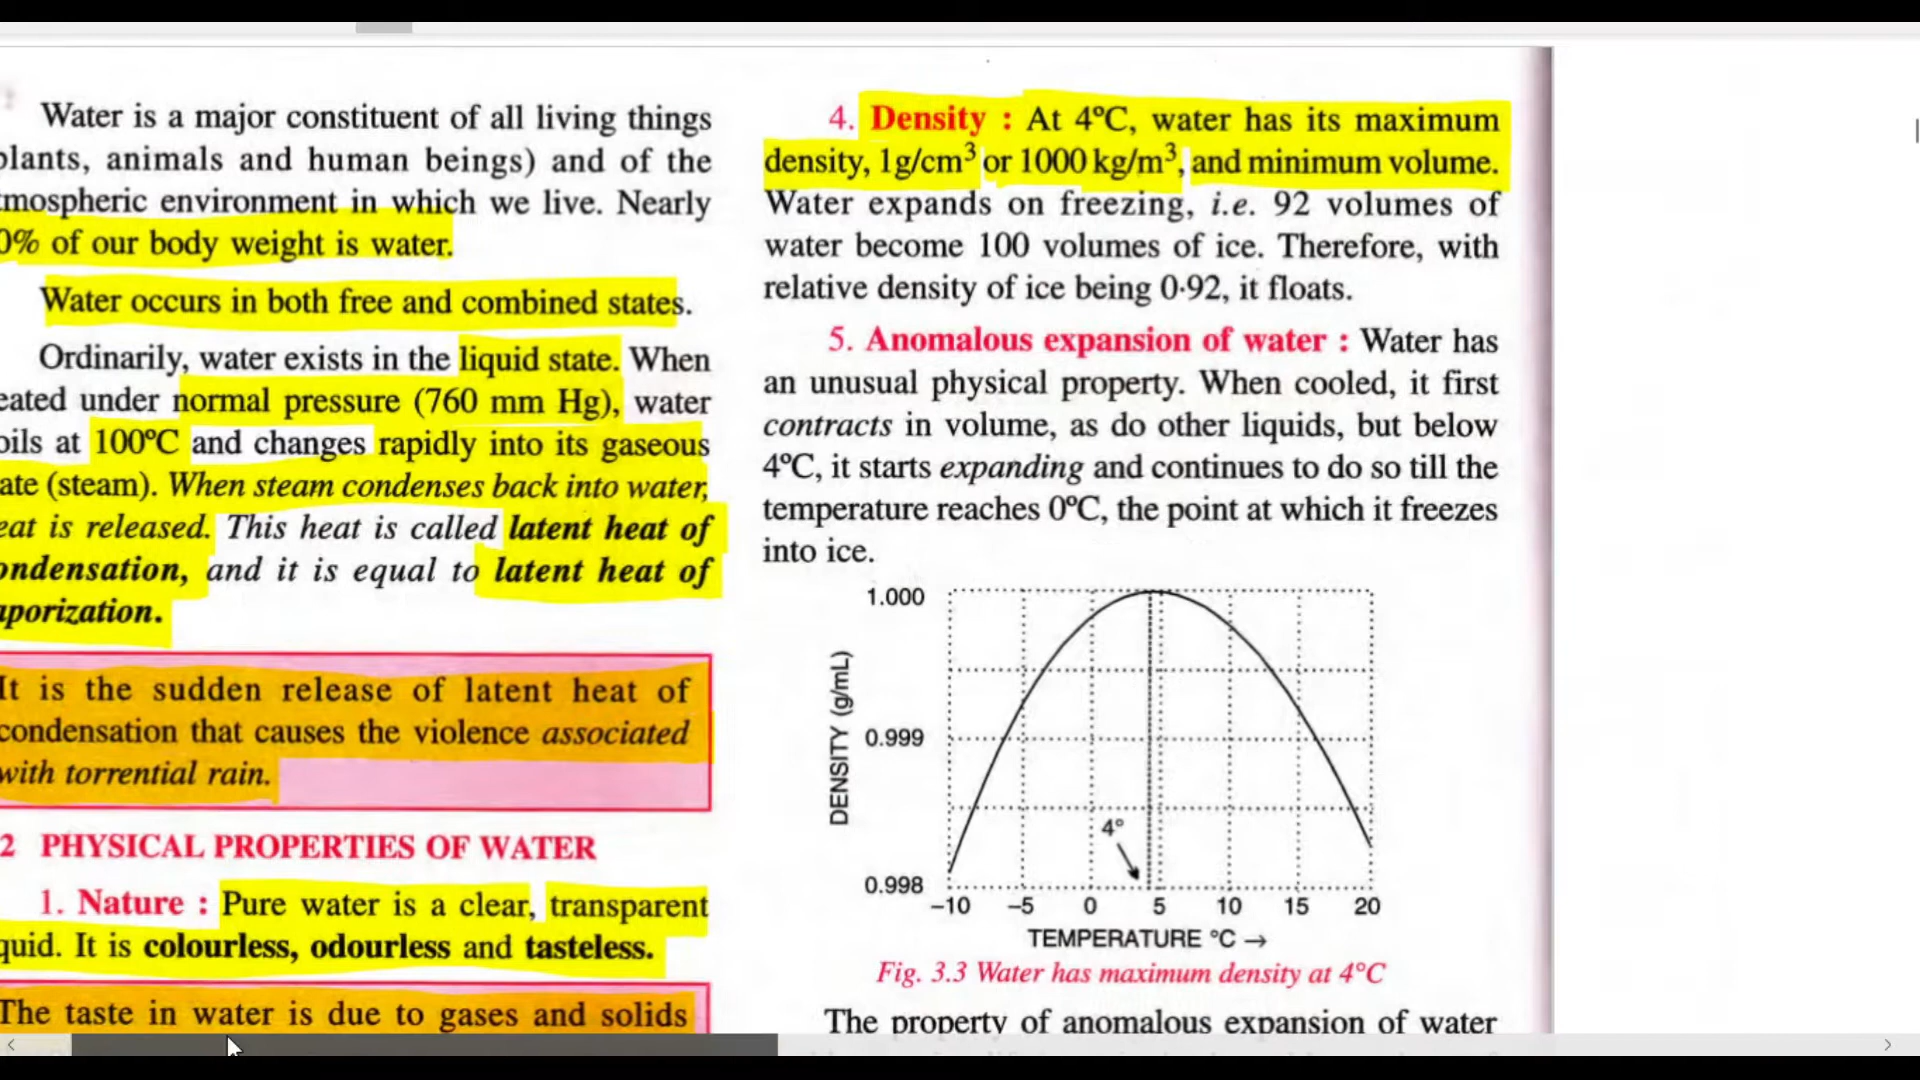 Water is a major constituent of all living things
plants, animals and human beings) and of the
mospheric environment in which we live. Nearly
0% of our body weight is water.
Water occurs in both free and combined states.
Ordinarily, water exists in the liquid state. When
eated under normal pressure (760 mm Hg), water
oils at 100ºC and changes rapidly into its gaseous
ate (steam). When steam condenses back into water,
eat is released. This heat is called latent heat of
ondensation, and it is equal to latent heat of
aporization.
It is the sudden release of latent heat of
condensation that causes the violence associated
with torrential rain.
2 PHYSICAL PROPERTIES OF WATER
1. Nature : Pure water is a clear, transparent
quid. It is colourless, odourless and tasteless.
The taste in water is due to gases and solids
4. Density : At 4ºC, water has its maximum
density, 1g/cm³ or 1000 kg/m³, and minimum volume.
Water expands on freezing, i.e. 92 volumes of
water become 100 volumes of ice. Therefore, with
relative density of ice being 0·92, it floats.
5. Anomalous expansion of water : Water has
an unusual physical property. When cooled, it first
contracts in volume, as do other liquids, but below
4ºC, it starts expanding and continues to do so till the
temperature reaches 0ºC, the point at which it freezes
into ice.
1.000
0.999
0.998
DENSITY (g/mL)
4°
−10 −5 0 5 10 15 20
TEMPERATURE ºC →
Fig. 3.3 Water has maximum density at 4°C
The property of anomalous expansion of water